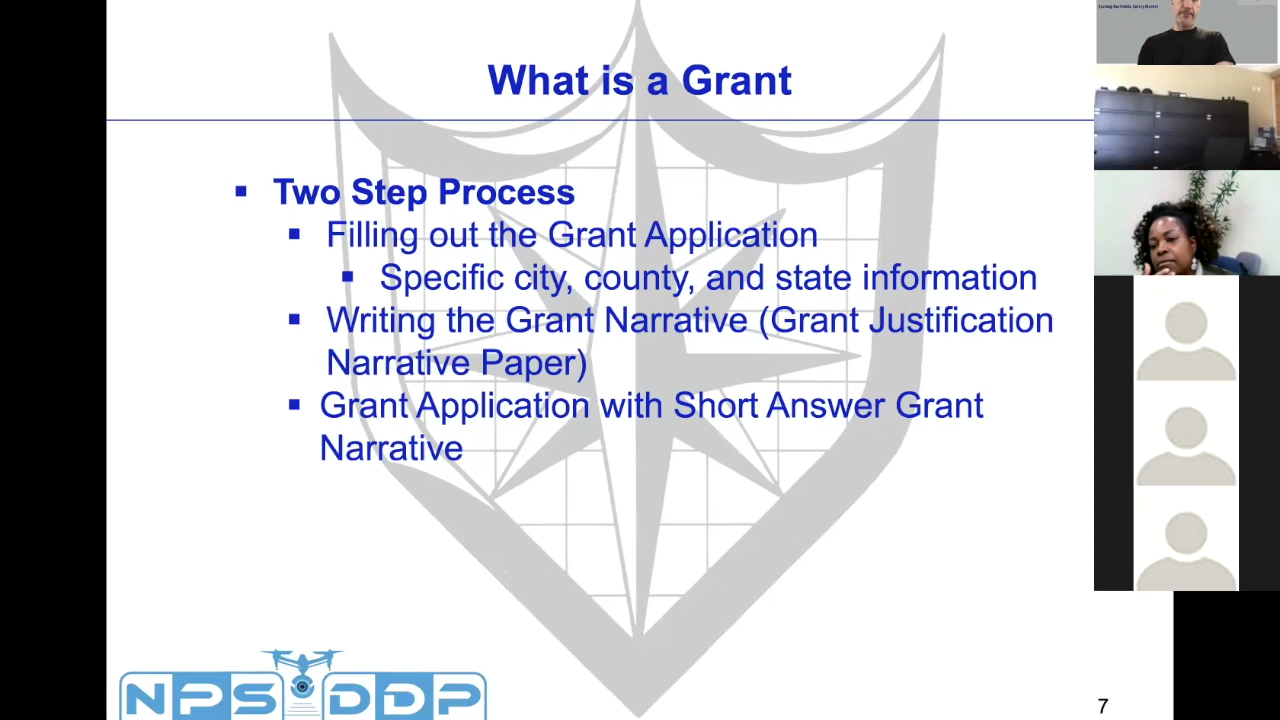 What is a Grant
Two Step Process
Filling out the Grant Application
Specific city, county, and state information
Writing the Grant Narrative (Grant Justification
Narrative Paper)
Grant Application with Short Answer Grant
Narrative
NPS DDP
7